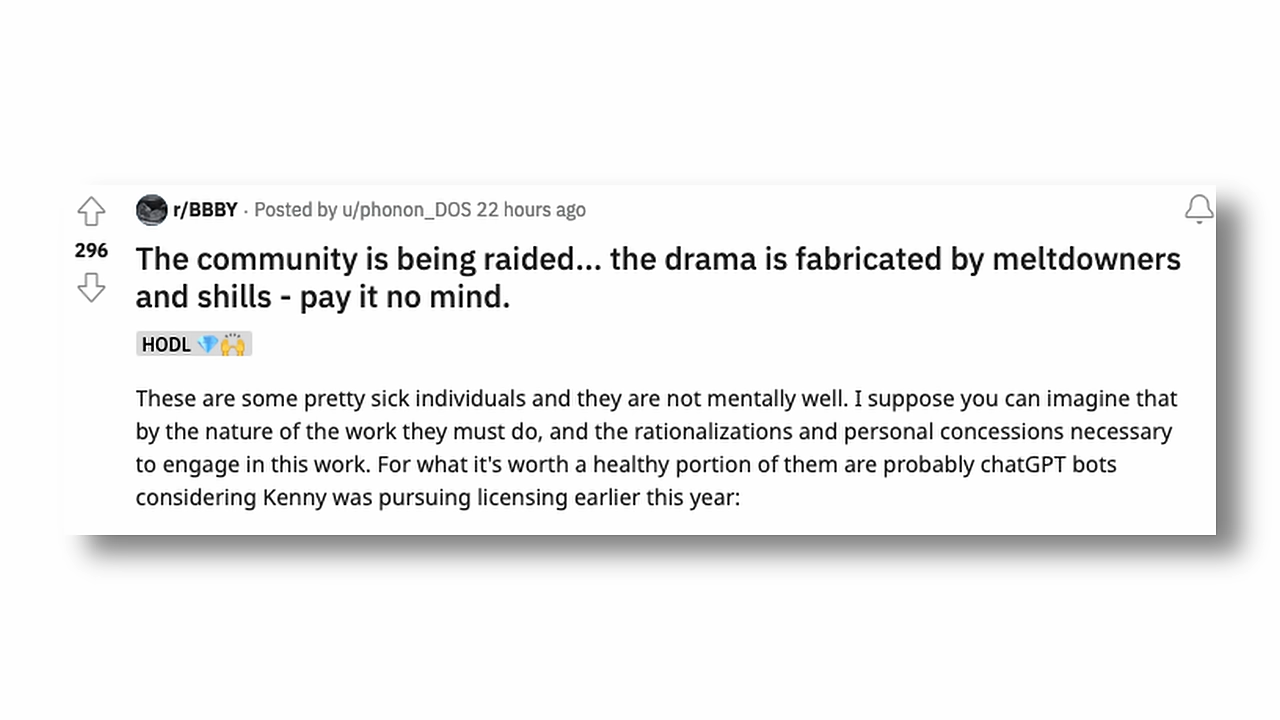 r/BBBY · Posted by u/phonon_DOS 22 hours ago
296
The community is being raided... the drama is fabricated by meltdowners
and shills - pay it no mind.
HODL 💎🙌
These are some pretty sick individuals and they are not mentally well. I suppose you can imagine that
by the nature of the work they must do, and the rationalizations and personal concessions necessary
to engage in this work. For what it's worth a healthy portion of them are probably chatGPT bots
considering Kenny was pursuing licensing earlier this year: